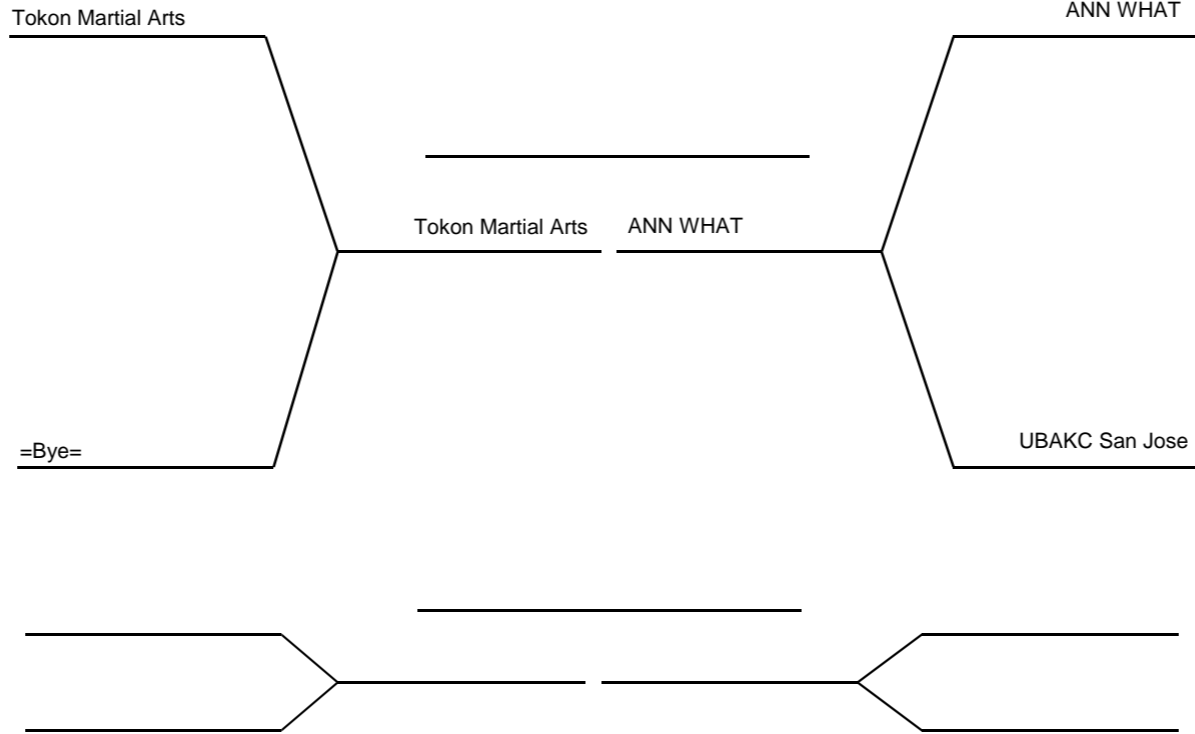 Tokon Martial Arts
ANN WHAT
Tokon Martial Arts
ANN WHAT
=Bye=
UBAKC San Jose